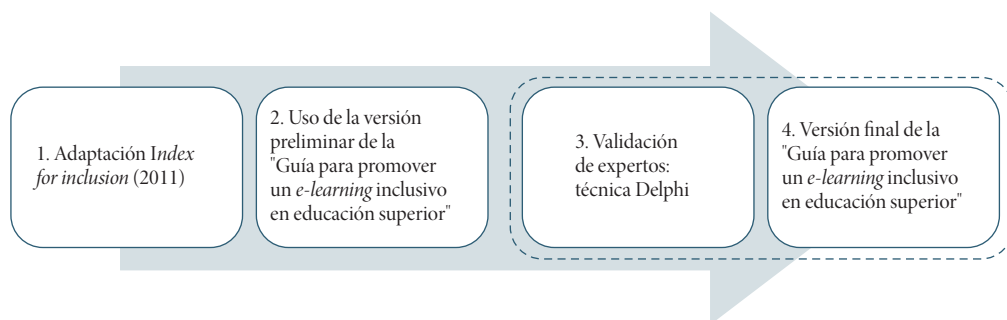 1. Adaptación Index
for inclusion (2011)
2. Uso de la versión
preliminar de la
"Guía para promover
un e-learning inclusivo
en educación superior"
3. Validación
de expertos:
técnica Delphi
4. Versión final de la
"Guía para promover
un e-learning inclusivo
en educación superior"